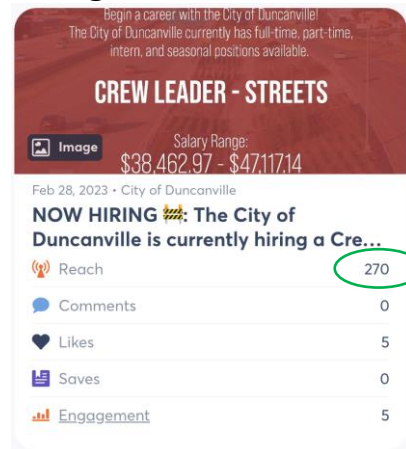 Begin a career with the City of Duncanville!
The City of Duncanville currently has full-time, part-time,
intern, and seasonal positions available.
CREW LEADER - STREETS
Image
Salary Range:
$38,462.97 - $47,117.14
Feb 28, 2023 • City of Duncanville
NOW HIRING 🚧: The City of
Duncanville is currently hiring a Cre...
Reach 270
Comments 0
Likes 5
Saves 0
Engagement 5